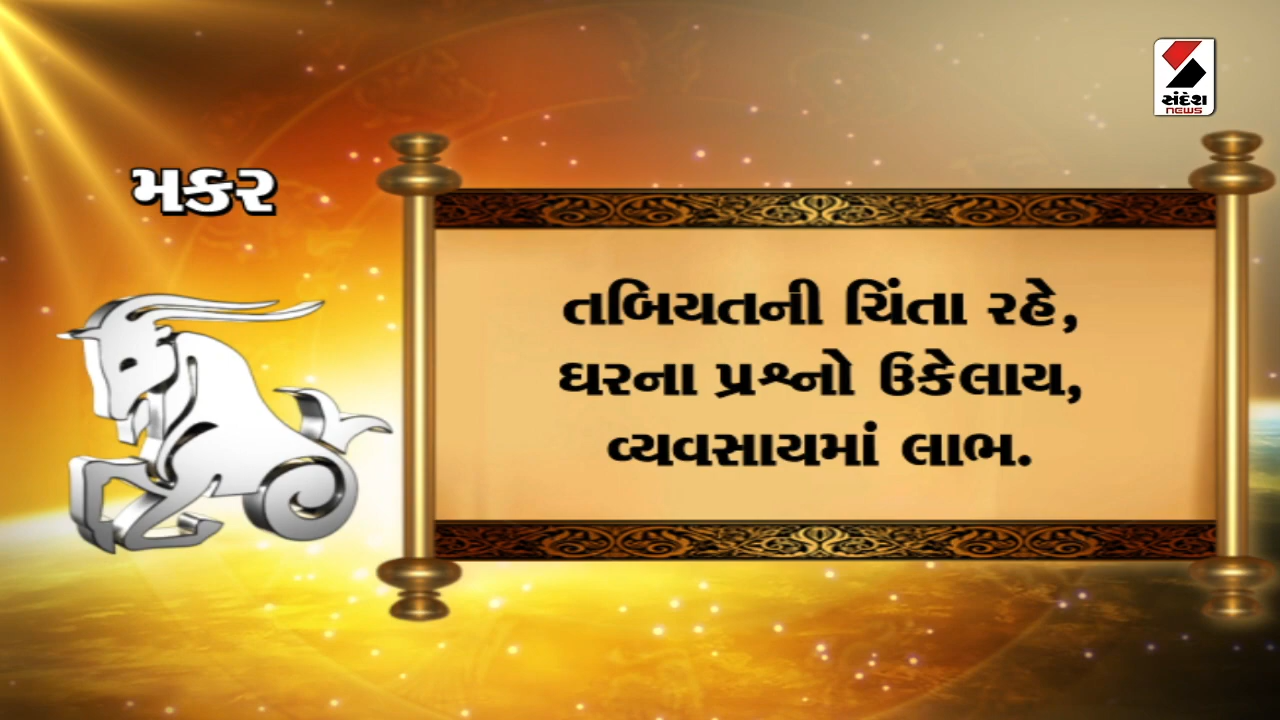 સંદેશ
NEWS
મકર
તબિયતની ચિંતા રહે,
ઘરના પ્રશ્નો ઉકેલાય,
વ્યવસાયમાં લાભ.